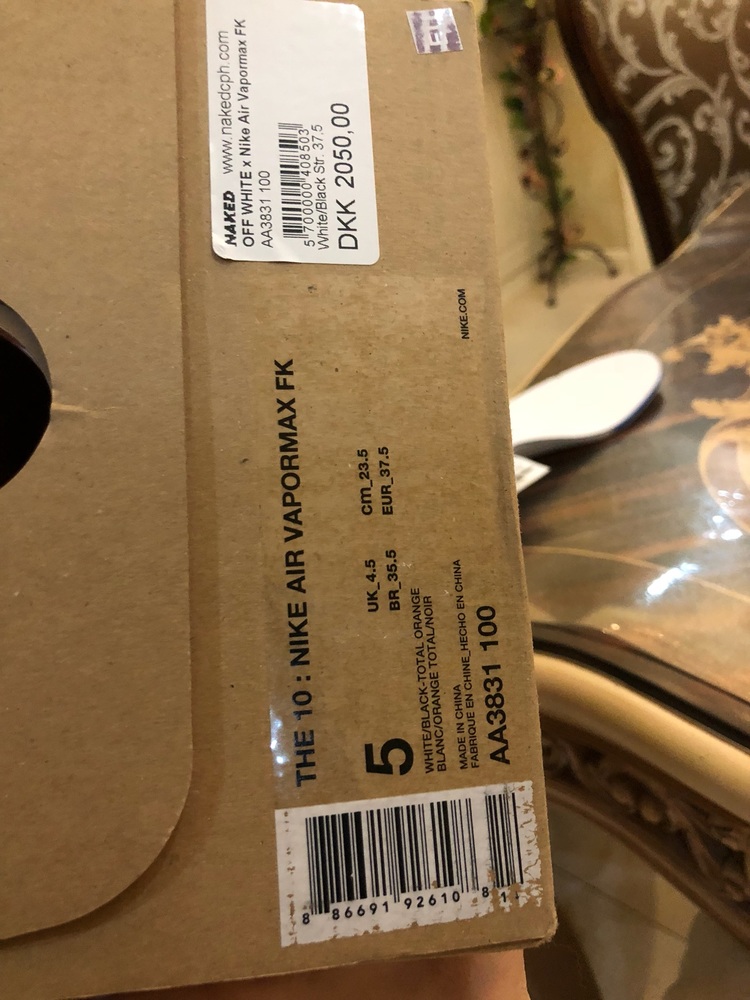 NAKED www.nakedcph.com
OFF WHITE x Nike Air Vapormax FK
AA3831 100
5 700000 408503
White/Black Str. 37.5
DKK 2050,00
NIKE.COM
THE 10 : NIKE AIR VAPORMAX FK
UK_4.5 cm_23.5
BR_35.5 EUR_37.5
5
WHITE/BLACK-TOTAL ORANGE
BLANC/ORANGE TOTAL/NOIR
MADE IN CHINA
FABRIQUE EN CHINE_HECHO EN CHINA
AA3831 100
8 86691 92610 8 1